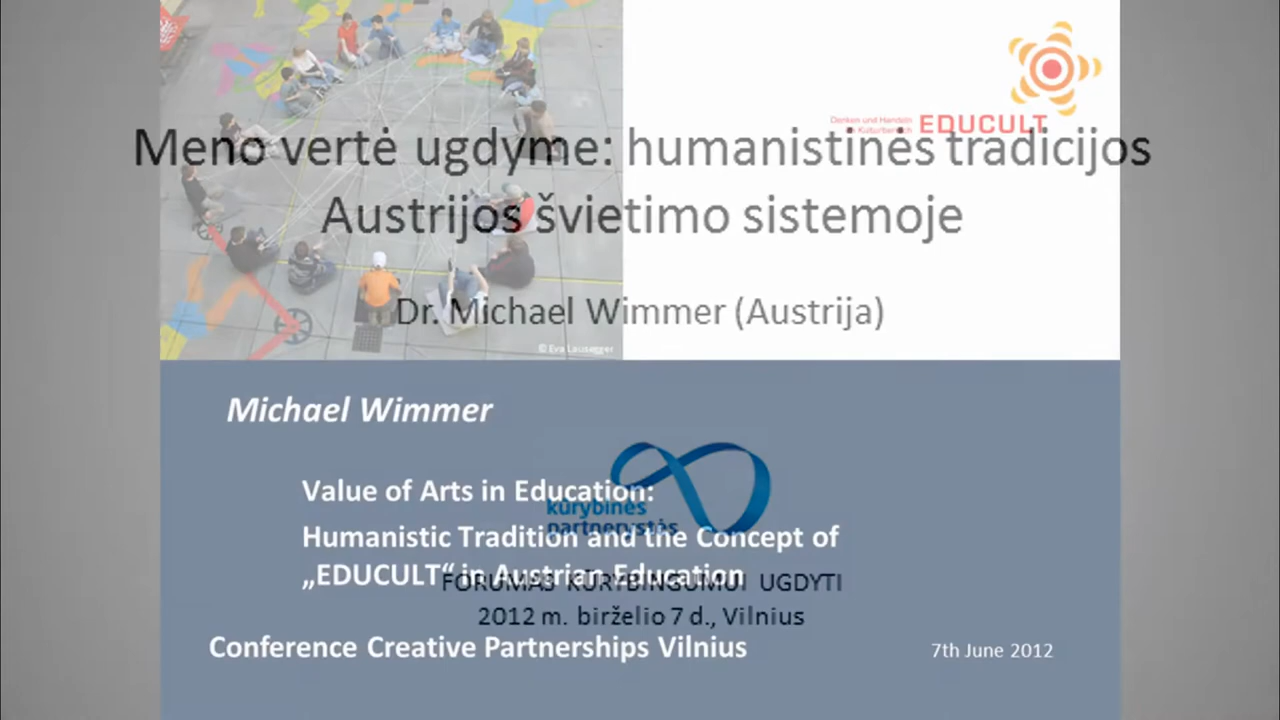 Denken und Handeln
im Kulturbereich
EDUCULT
Meno vertė ugdyme: humanistinės tradicijos
Austrijos švietimo sistemoje
Dr. Michael Wimmer (Austrija)
© Eva Lausegger
Michael Wimmer
Value of Arts in Education:
kūrybinės
partnerystės
Humanistic Tradition and the Concept of
„EDUCULT“ in Austrian Education
FORUMAS KŪRYBINGUMUI UGDYTI
2012 m. birželio 7 d., Vilnius
Conference Creative Partnerships Vilnius
7th June 2012